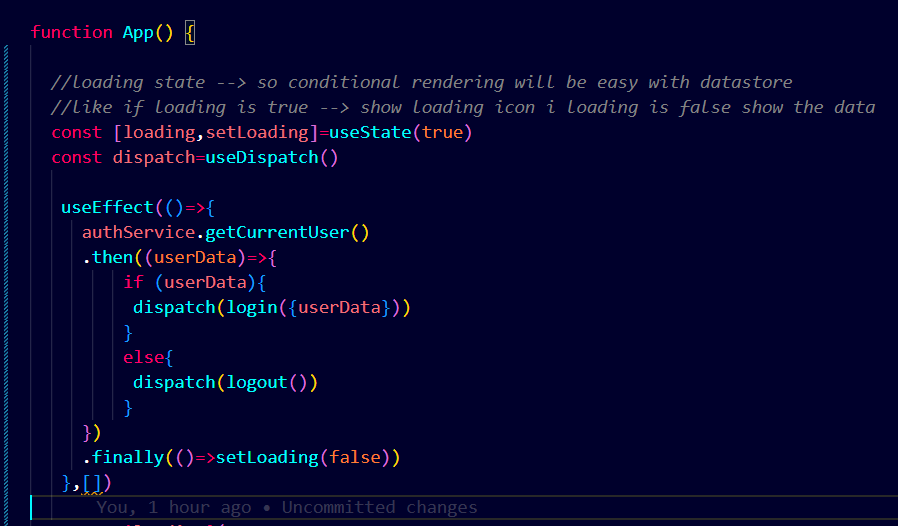 function App() {
//loading state --> so conditional rendering will be easy with datastore
//like if loading is true --> show loading icon i loading is false show the data
const [loading,setLoading]=useState(true)
const dispatch=useDispatch()
useEffect(()=>{
authService.getCurrentUser()
.then((userData)=>{
if (userData){
dispatch(login({userData}))
}
else{
dispatch(logout())
}
})
.finally(()=>setLoading(false))
},[])
You, 1 hour ago • Uncommitted changes